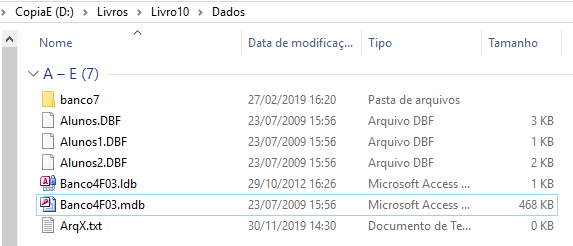 CopiaE (D:) > Livros > Livro10 > Dados
Nome Data de modificaç... Tipo Tamanho
A – E (7)
banco7 27/02/2019 16:20 Pasta de arquivos
Alunos.DBF 23/07/2009 15:56 Arquivo DBF 3 KB
Alunos1.DBF 23/07/2009 15:56 Arquivo DBF 1 KB
Alunos2.DBF 23/07/2009 15:56 Arquivo DBF 2 KB
Banco4F03.ldb 29/10/2012 16:26 Microsoft Access ... 1 KB
Banco4F03.mdb 23/07/2009 15:56 Microsoft Access ... 468 KB
ArqX.txt 30/11/2019 14:30 Documento de Te... 0 KB